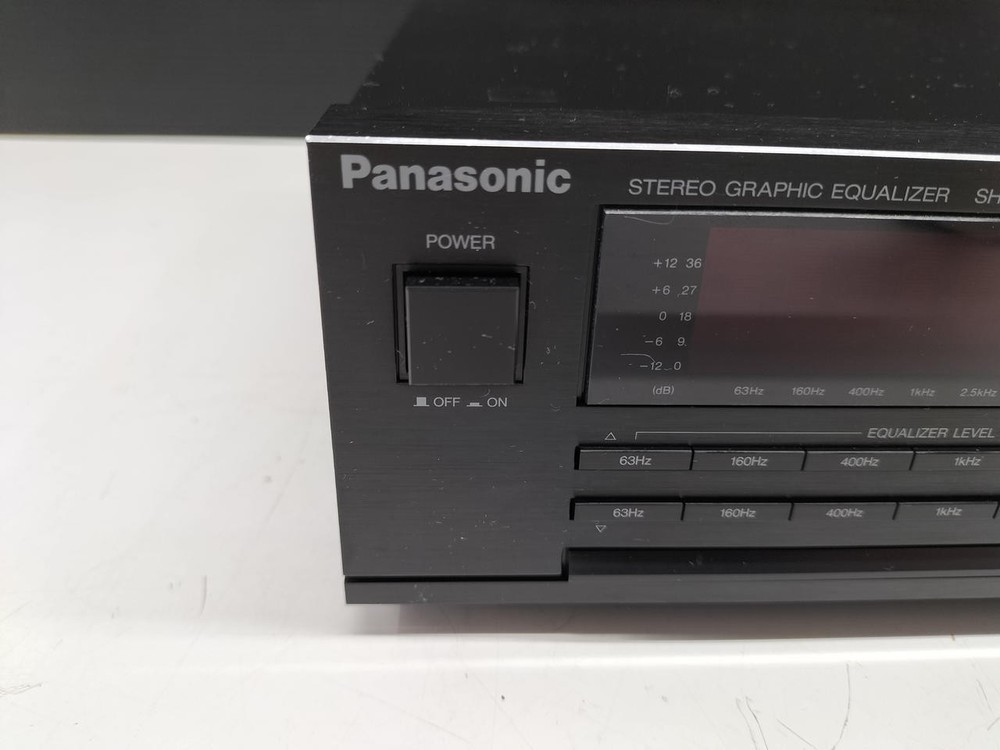 Panasonic
STEREO GRAPHIC EQUALIZER SH
POWER
OFF ON
+12 36
+6 27
0 18
-6 9
-12 0
(dB) 63Hz 160Hz 400Hz 1kHz 2.5kHz
EQUALIZER LEVEL
63Hz 160Hz 400Hz 1kHz
63Hz 160Hz 400Hz 1kHz